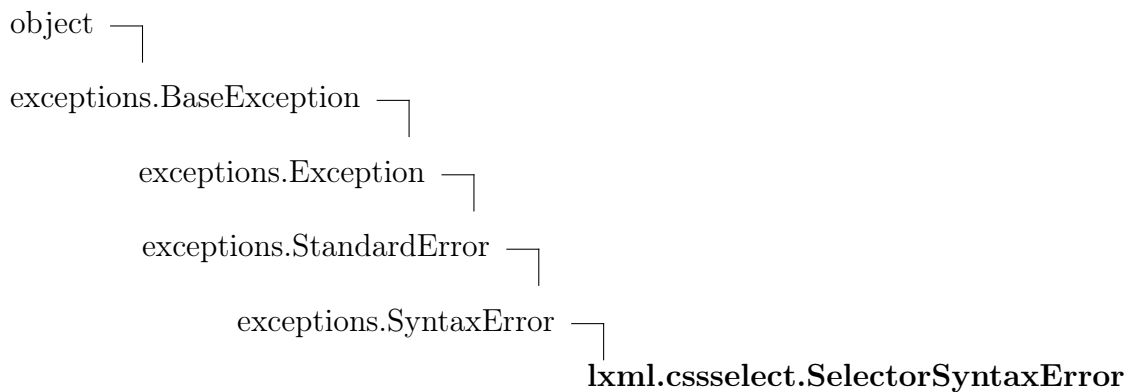 object
exceptions.BaseException
exceptions.Exception
exceptions.StandardError
exceptions.SyntaxError
lxml.cssselect.SelectorSyntaxError